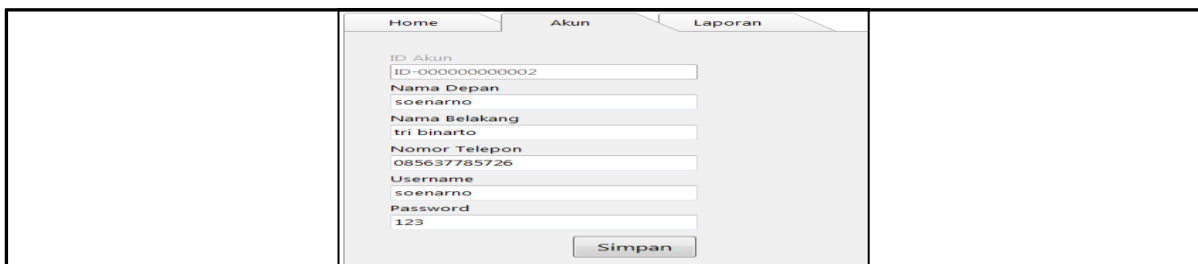 Home Akun Laporan
ID Akun
ID-000000000002
Nama Depan
soenarno
Nama Belakang
tri binarto
Nomor Telepon
085637785726
Username
soenarno
Password
123
Simpan